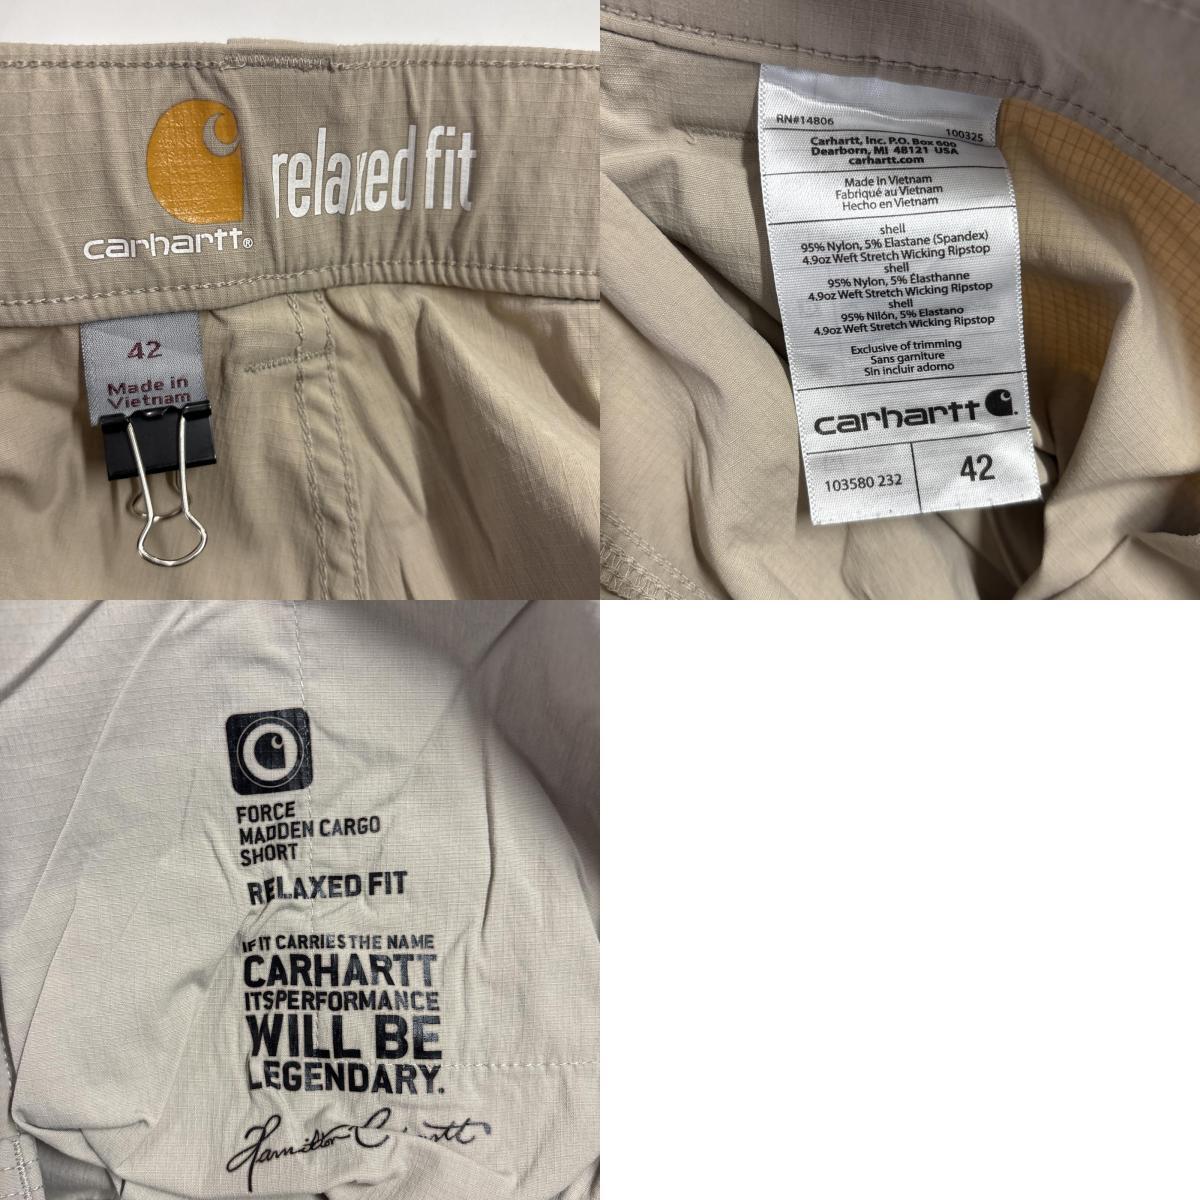 carhartt®
relaxed fit
42
Made in
Vietnam
RN#14806
100325
Carhartt, Inc. P.O. Box 600
Dearborn, MI 48121 USA
carhartt.com
Made in Vietnam
Fabriqué au Vietnam
Hecho en Vietnam
shell
95% Nylon, 5% Elastane (Spandex)
4.9oz Weft Stretch Wicking Ripstop
shell
95% Nylon, 5% Élasthanne
4.9oz Weft Stretch Wicking Ripstop
shell
95% Nilón, 5% Elastano
4.9oz Weft Stretch Wicking Ripstop
Exclusive of trimming
Sans garniture
Sin incluir adorno
carhartt
103580 232
42
FORCE
MADDEN CARGO
SHORT
RELAXED FIT
IF IT CARRIES THE NAME
CARHARTT
ITS PERFORMANCE
WILL BE
LEGENDARY.
Hamilton